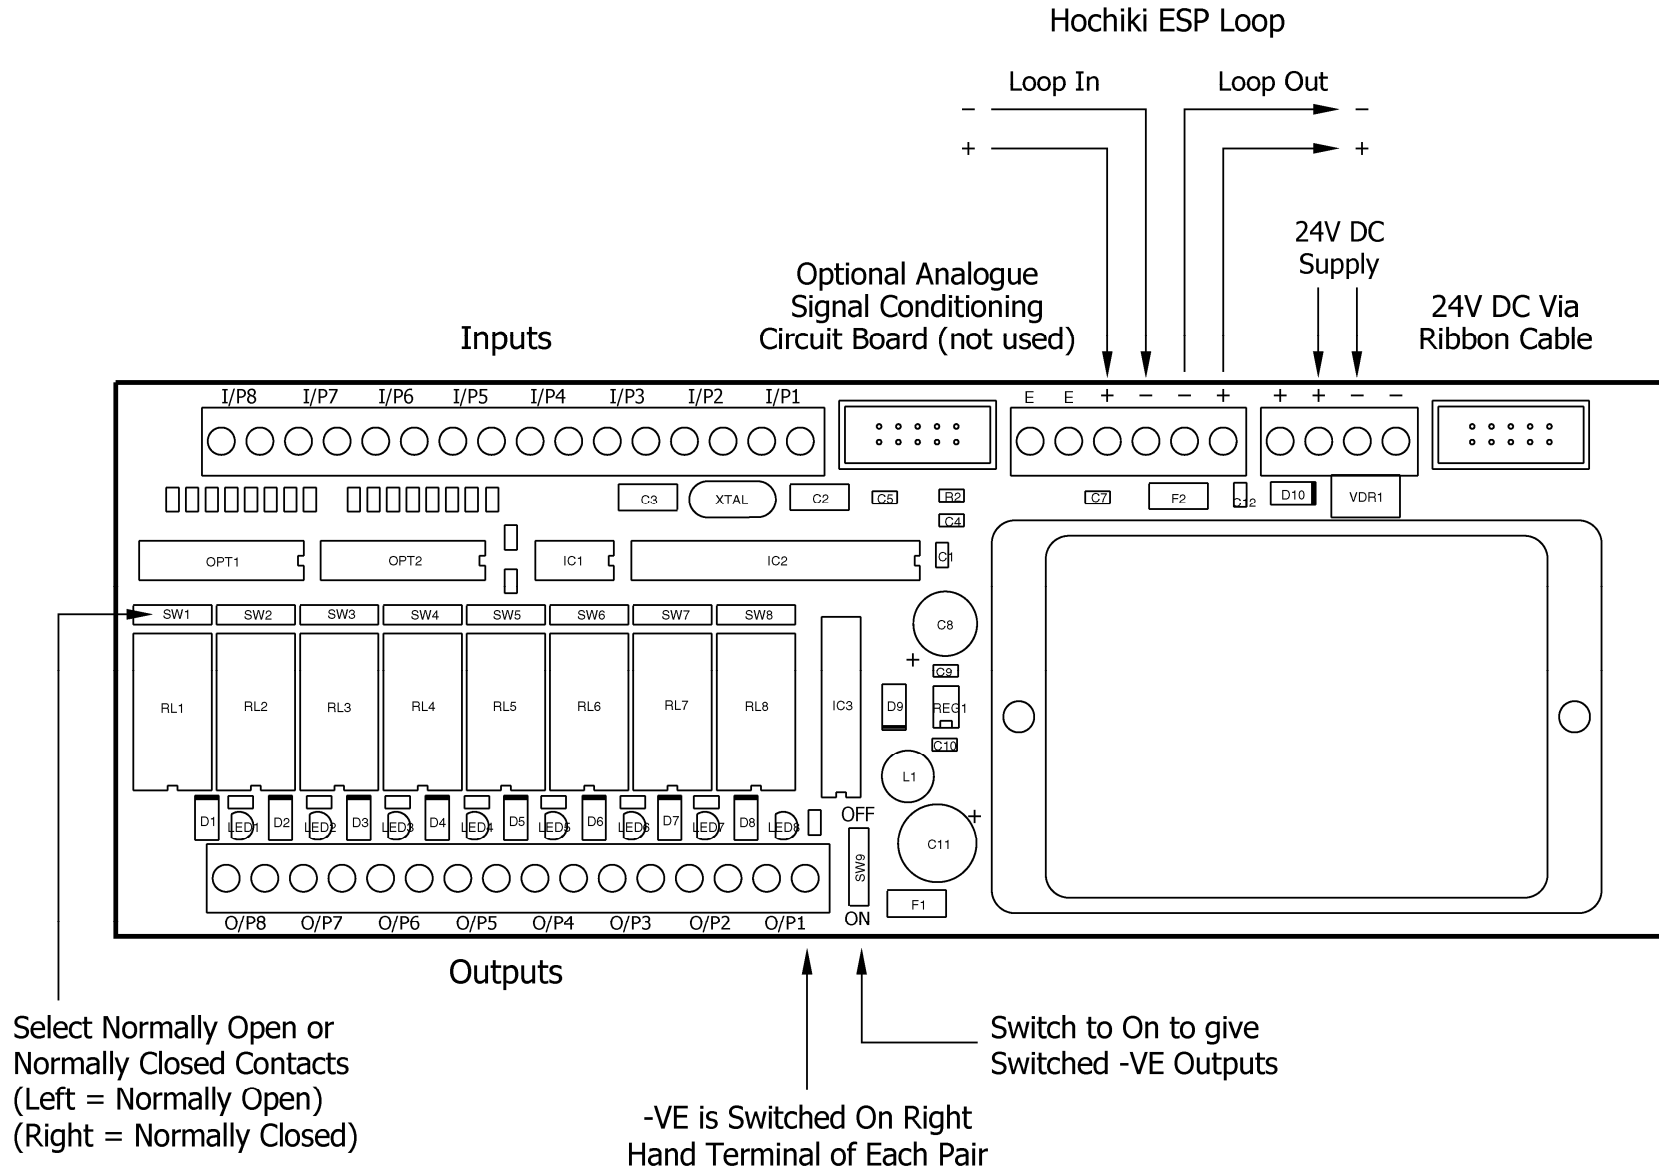 Hochiki ESP Loop
Loop In Loop Out
− −
+ +
24V DC
Supply
Optional Analogue
Signal Conditioning
Circuit Board (not used)
24V DC Via
Ribbon Cable
Inputs
I/P8 I/P7 I/P6 I/P5 I/P4 I/P3 I/P2 I/P1
E E + − − + + + − −
C3 XTAL C2 C5 R2 C7 F2 C12 D10 VDR1
C4
OPT1 OPT2 IC1 IC2 C1
SW1 SW2 SW3 SW4 SW5 SW6 SW7 SW8
C8
+
C9
RL1 RL2 RL3 RL4 RL5 RL6 RL7 RL8 IC3 D9 REG1
C10
L1
OFF
+
D1 LED1 D2 LED2 D3 LED3 D4 LED4 D5 LED5 D6 LED6 D7 LED7 D8 LED8
C11
SW9
F1
ON
O/P8 O/P7 O/P6 O/P5 O/P4 O/P3 O/P2 O/P1
Outputs
Select Normally Open or
Normally Closed Contacts
(Left = Normally Open)
(Right = Normally Closed)
Switch to On to give
Switched -VE Outputs
-VE is Switched On Right
Hand Terminal of Each Pair